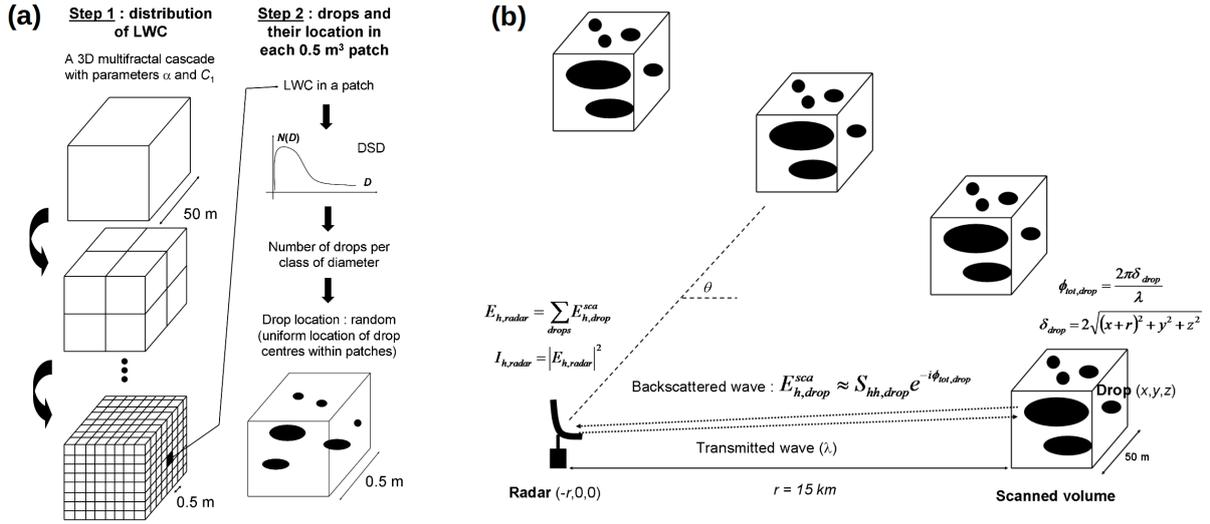 (a)
Step 1 : distribution
of LWC
A 3D multifractal cascade
with parameters α and C₁
50 m
0.5 m
Step 2 : drops and
their location in
each 0.5 m³ patch
LWC in a patch
N(D)
DSD
D
Number of drops per
class of diameter
Drop location : random
(uniform location of drop
centres within patches)
0.5 m
(b)
θ
E_{h,radar} = ∑_{drops} E^{sca}_{h,drop}
I_{h,radar} = |E_{h,radar}|²
ϕ_{tot,drop} = 2πδ_{drop} / λ
δ_{drop} = 2√((x+r)² + y² + z²)
Backscattered wave : E^{sca}_{h,drop} ≈ S_{hh,drop} e^{-iϕ_{tot,drop}}
Drop (x,y,z)
Transmitted wave (λ)
50 m
Radar (-r,0,0)
r = 15 km
Scanned volume